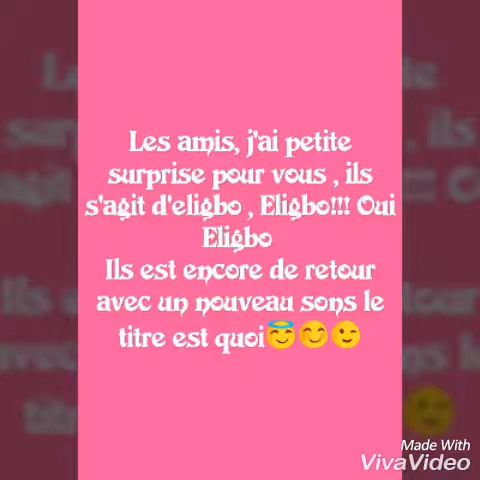 Les amis, j'ai petite
surprise pour vous , ils
s'agit d'eligbo , Eligbo!!! Oui
Eligbo
Ils est encore de retour
avec un nouveau sons le
titre est quoi😇😊😉
Made With
VivaVideo